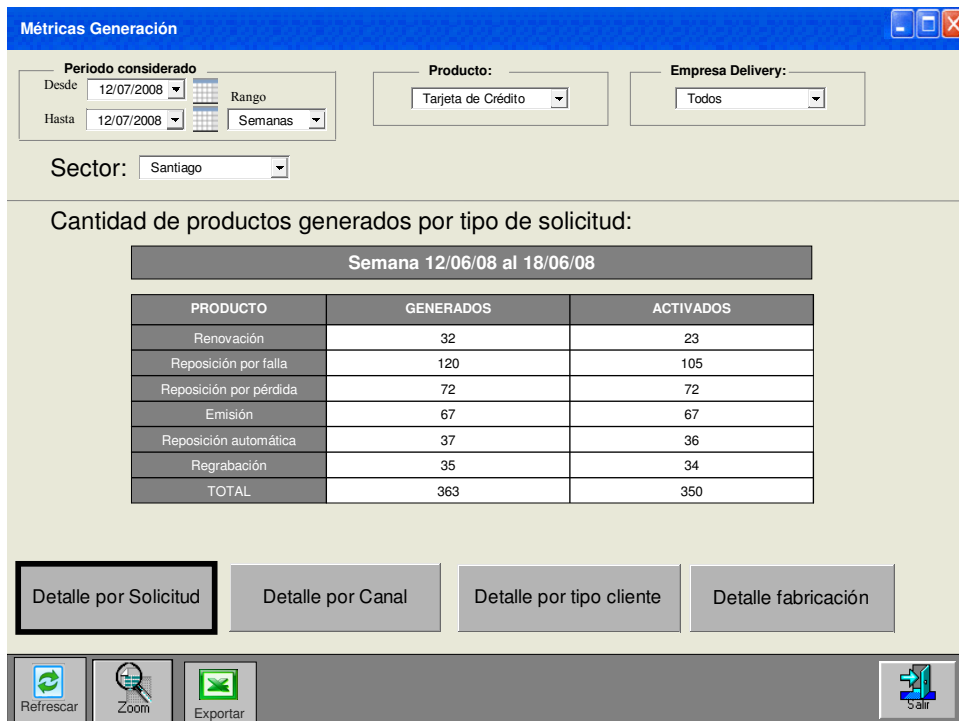 Métricas Generación
Periodo considerado
Desde 12/07/2008
Rango
Hasta 12/07/2008 Semanas
Producto:
Tarjeta de Crédito
Empresa Delivery:
Todos
Sector: Santiago
Cantidad de productos generados por tipo de solicitud:
Semana 12/06/08 al 18/06/08
PRODUCTO GENERADOS ACTIVADOS
Renovación 32 23
Reposición por falla 120 105
Reposición por pérdida 72 72
Emisión 67 67
Reposición automática 37 36
Regrabación 35 34
TOTAL 363 350
Detalle por Solicitud Detalle por Canal Detalle por tipo cliente Detalle fabricación
Refrescar Zoom Exportar Salir